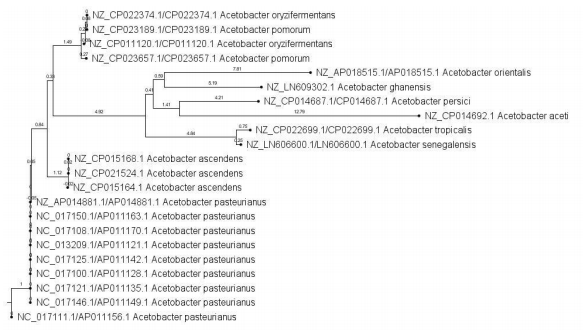 NZ_CP022374.1/CP022374.1 Acetobacter oryzifermentans
NZ_CP023189.1/CP023189.1 Acetobacter pomorum
NZ_CP011120.1/CP011120.1 Acetobacter oryzifermentans
1.48
NZ_CP023657.1/CP023657.1 Acetobacter pomorum
0.27
7.81
NZ_AP018515.1/AP018515.1 Acetobacter orientalis
0.59
5.19
NZ_LN609302.1 Acetobacter ghanensis
0.41
4.21
NZ_CP014687.1/CP014687.1 Acetobacter persici
1.41
4.92
12.79
NZ_CP014692.1 Acetobacter aceti
0.84
0.75
NZ_CP022699.1/CP022699.1 Acetobacter tropicalis
4.84
NZ_LN606600.1/LN606600.1 Acetobacter senegalensis
NZ_CP015168.1 Acetobacter ascendens
NZ_CP021524.1 Acetobacter ascendens
1.12
NZ_CP015164.1 Acetobacter ascendens
NZ_AP014881.1/AP014881.1 Acetobacter pasteurianus
NC_017150.1/AP011163.1 Acetobacter pasteurianus
NC_017108.1/AP011170.1 Acetobacter pasteurianus
NC_013209.1/AP011121.1 Acetobacter pasteurianus
NC_017125.1/AP011142.1 Acetobacter pasteurianus
NC_017100.1/AP011128.1 Acetobacter pasteurianus
1
NC_017121.1/AP011135.1 Acetobacter pasteurianus
NC_017146.1/AP011149.1 Acetobacter pasteurianus
NC_017111.1/AP011156.1 Acetobacter pasteurianus